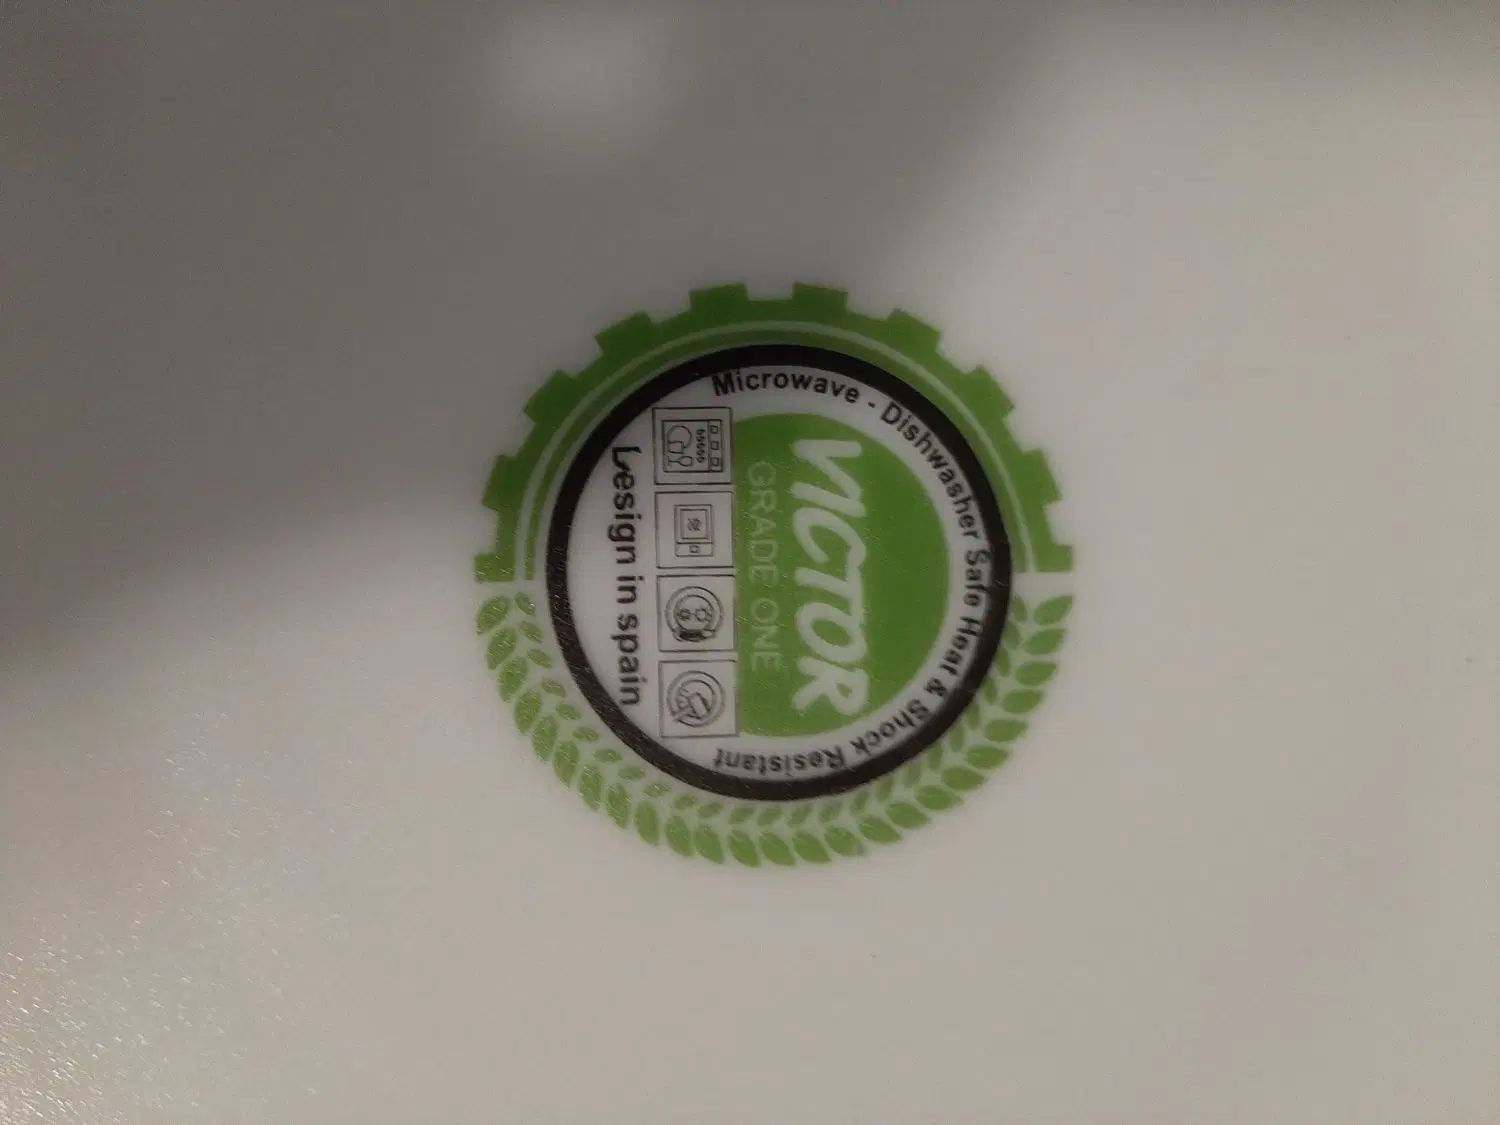 Microwave - Dishwasher Safe Heat & Shock Resistant
VICTOR
GRADE ONE
Design in spain